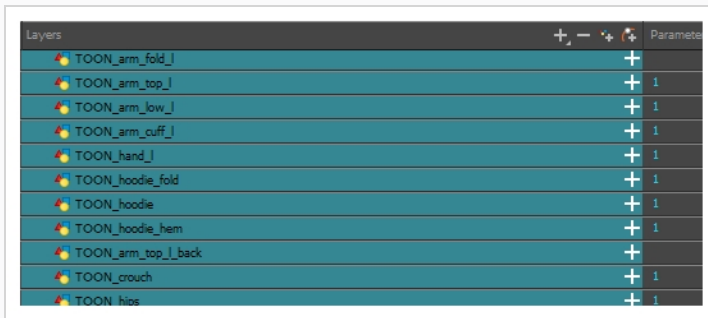 Layers Parameter
TOON_arm_fold_l
TOON_arm_top_l 1
TOON_arm_low_l 1
TOON_arm_cuff_l 1
TOON_hand_l 1
TOON_hoodie_fold 1
TOON_hoodie 1
TOON_hoodie_hem 1
TOON_arm_top_l_back
TOON_crouch 1
TOON_hips 1